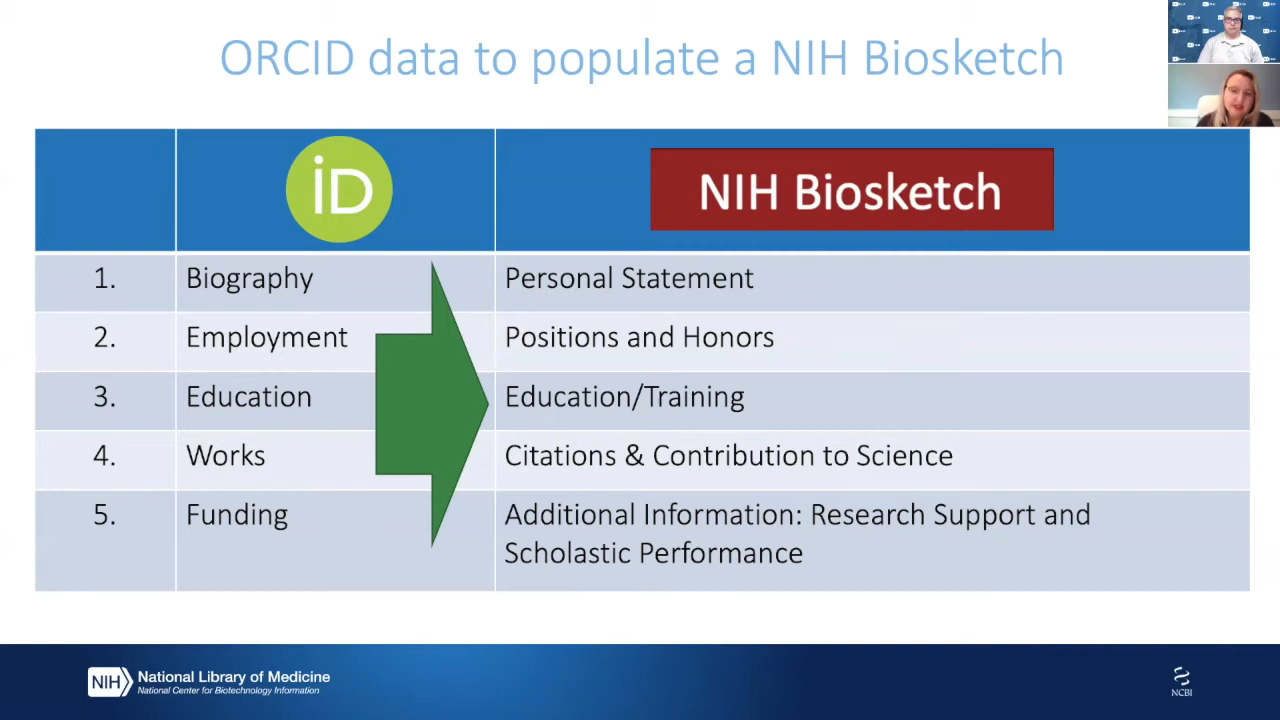 ORCID data to populate a NIH Biosketch
iD
NIH Biosketch
1. Biography Personal Statement
2. Employment Positions and Honors
3. Education Education/Training
4. Works Citations & Contribution to Science
5. Funding Additional Information: Research Support and
Scholastic Performance
NIH National Library of Medicine
National Center for Biotechnology Information
NCBI